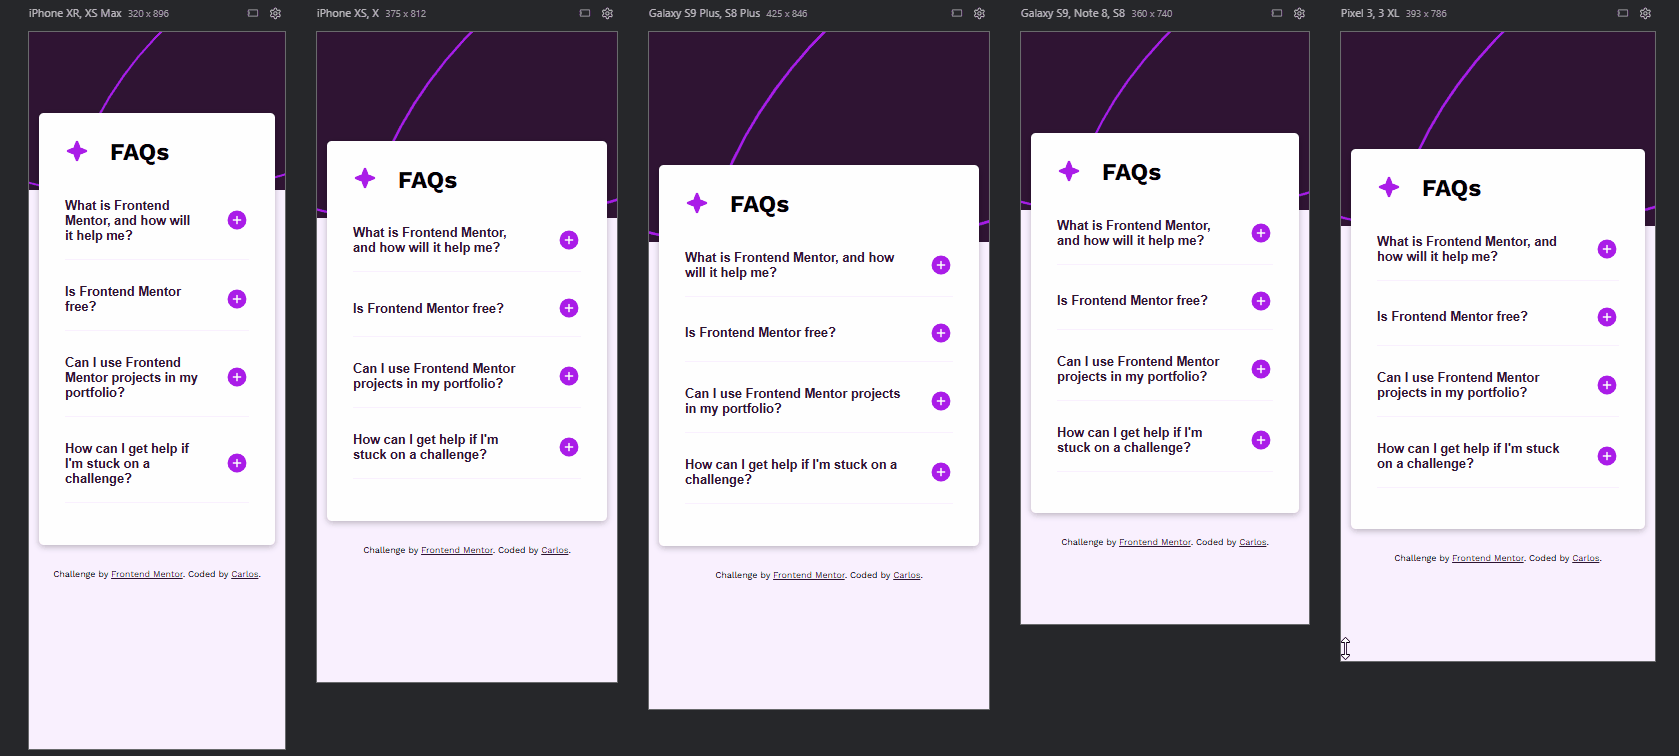 iPhone XR, XS Max 320 x 896
FAQs
What is Frontend
Mentor, and how will
it help me?
Is Frontend Mentor
free?
Can I use Frontend
Mentor projects in my
portfolio?
How can I get help if
I'm stuck on a
challenge?
Challenge by Frontend Mentor. Coded by Carlos.
iPhone XS, X 375 x 812
FAQs
What is Frontend Mentor,
and how will it help me?
Is Frontend Mentor free?
Can I use Frontend Mentor
projects in my portfolio?
How can I get help if I'm
stuck on a challenge?
Challenge by Frontend Mentor. Coded by Carlos.
Galaxy S9 Plus, S8 Plus 425 x 846
FAQs
What is Frontend Mentor, and how
will it help me?
Is Frontend Mentor free?
Can I use Frontend Mentor projects
in my portfolio?
How can I get help if I'm stuck on a
challenge?
Challenge by Frontend Mentor. Coded by Carlos.
Galaxy S9, Note 8, S8 360 x 740
FAQs
What is Frontend Mentor,
and how will it help me?
Is Frontend Mentor free?
Can I use Frontend Mentor
projects in my portfolio?
How can I get help if I'm
stuck on a challenge?
Challenge by Frontend Mentor. Coded by Carlos.
Pixel 3, 3 XL 393 x 786
FAQs
What is Frontend Mentor, and
how will it help me?
Is Frontend Mentor free?
Can I use Frontend Mentor
projects in my portfolio?
How can I get help if I'm stuck
on a challenge?
Challenge by Frontend Mentor. Coded by Carlos.